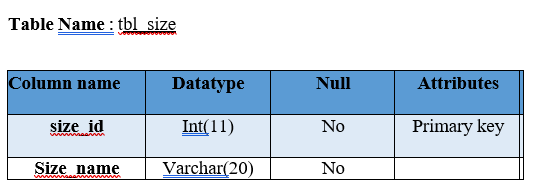 Table Name : tbl_size
Column name Datatype Null Attributes
size_id Int(11) No Primary key
Size_name Varchar(20) No